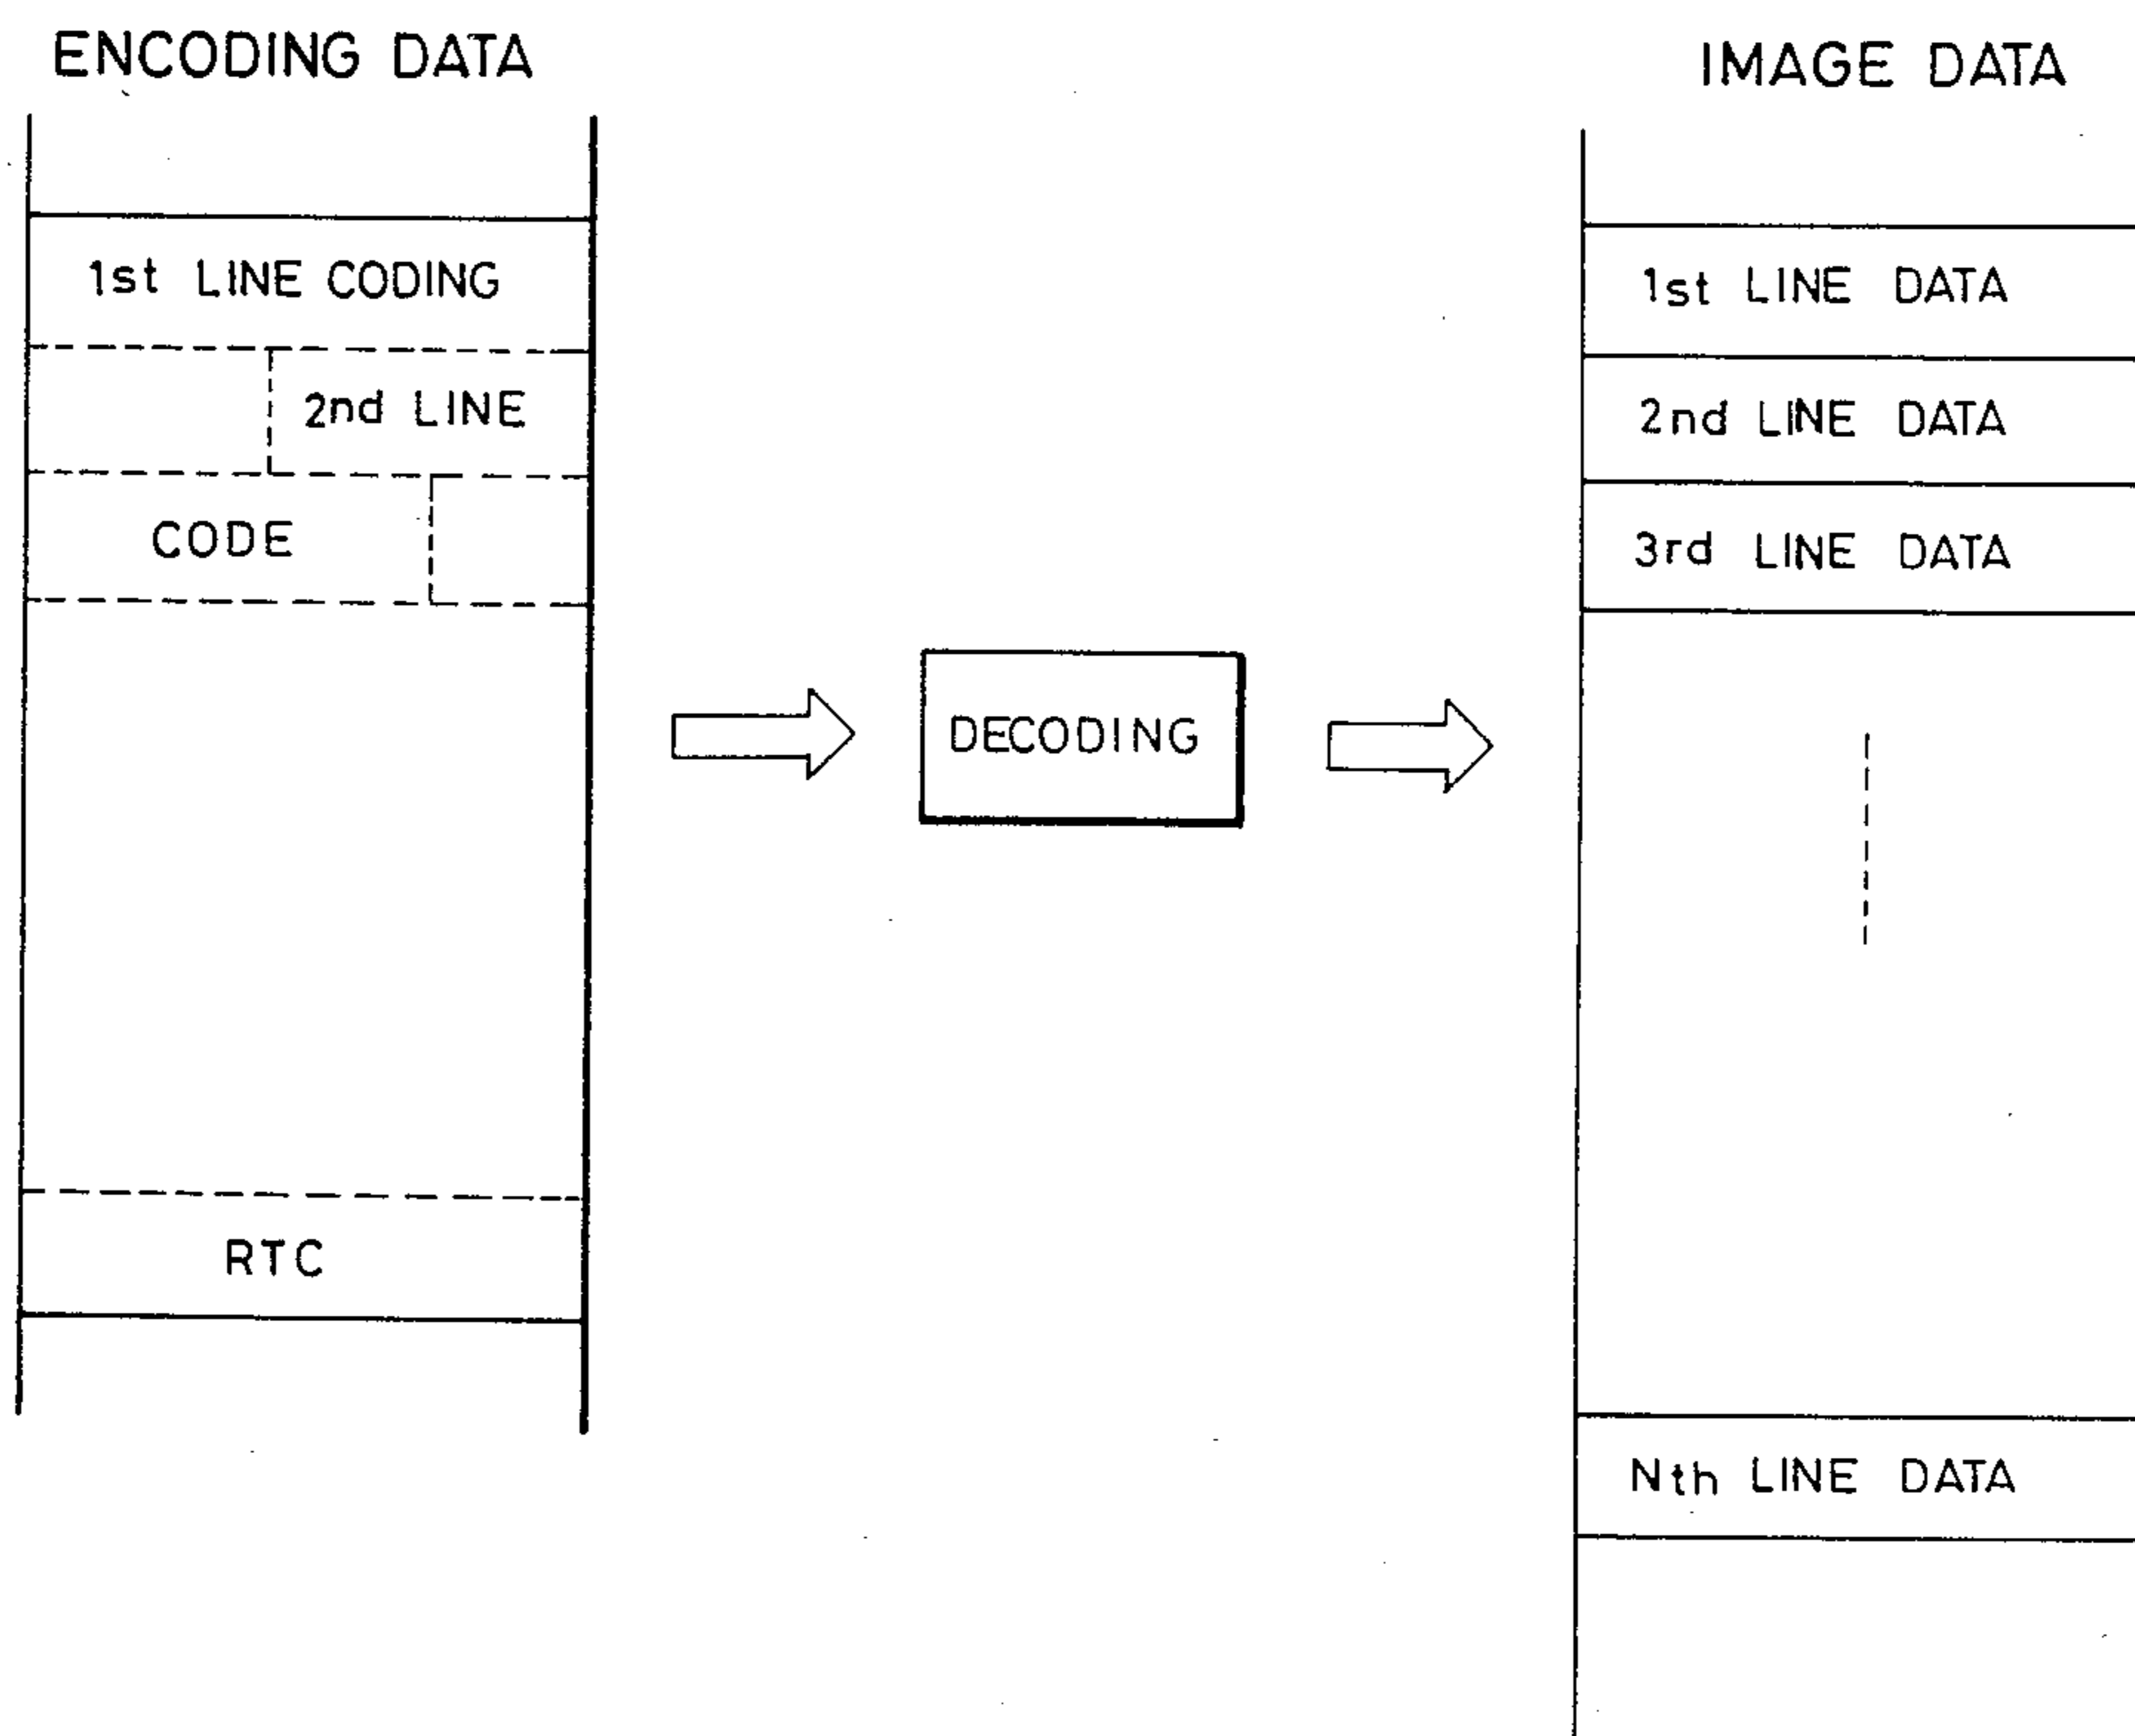 ENCODING DATA
1st LINE CODING
2nd LINE
CODE
RTC
DECODING
IMAGE DATA
1st LINE DATA
2nd LINE DATA
3rd LINE DATA
Nth LINE DATA